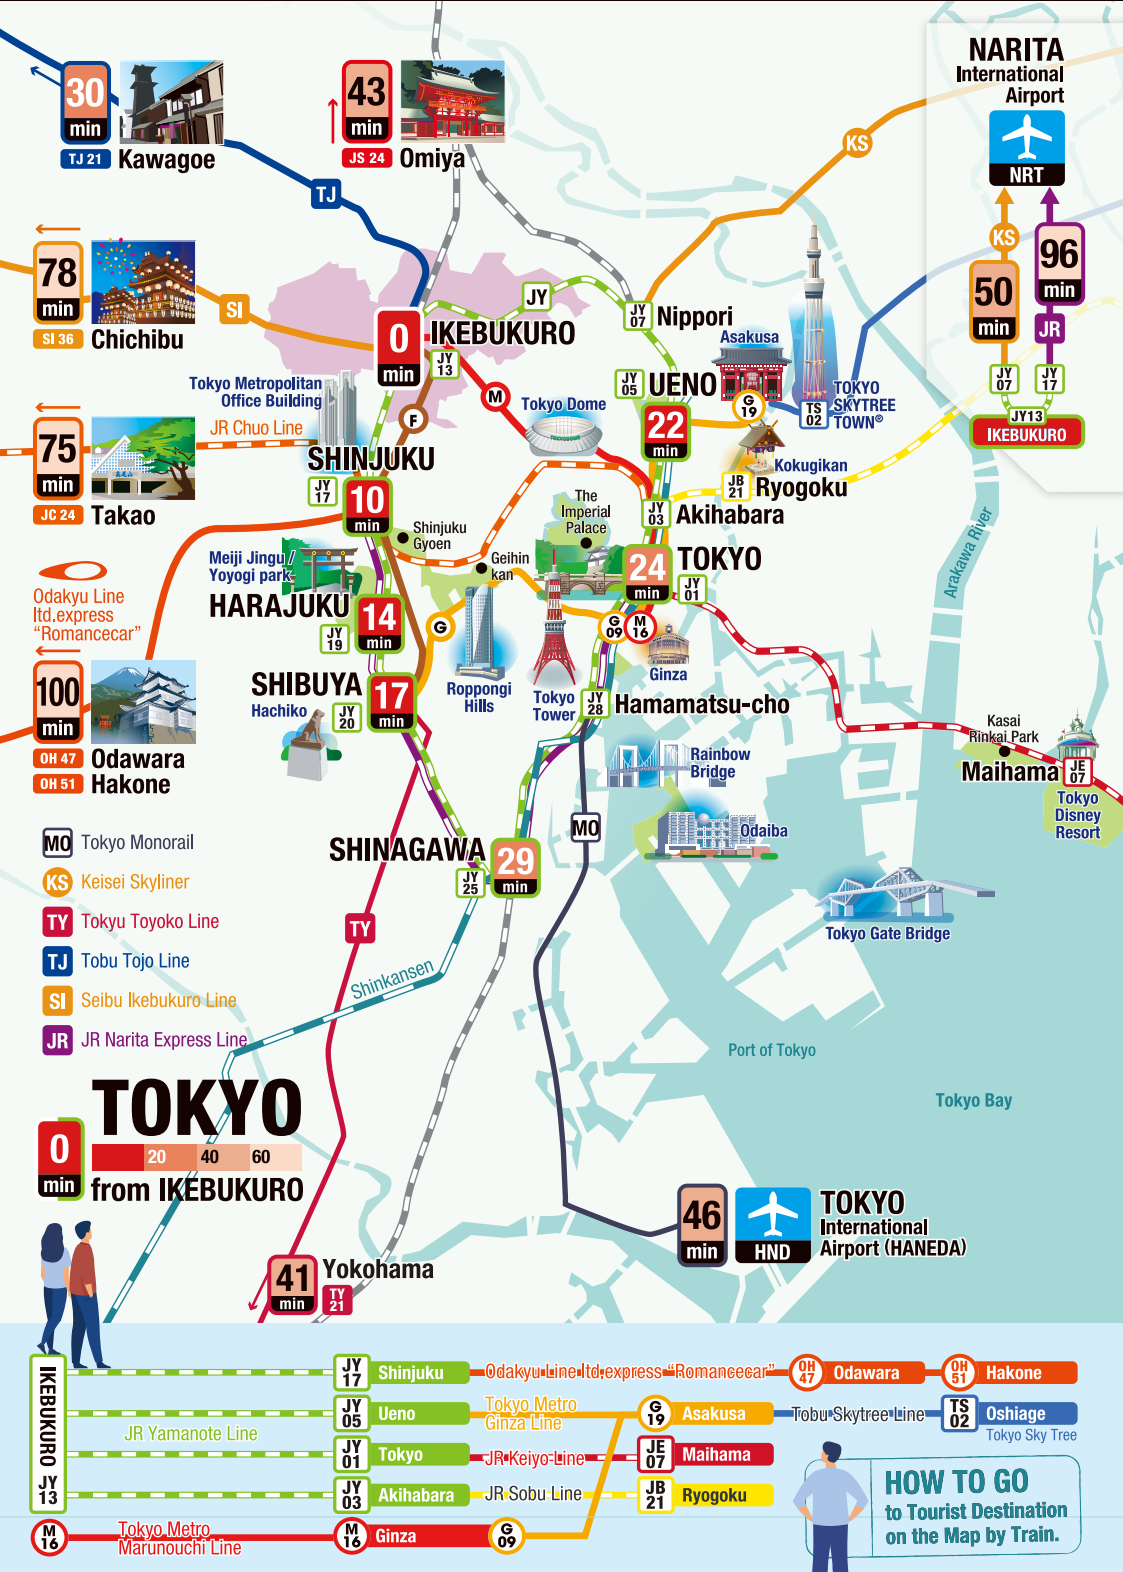 NARITA
International
Airport
NRT
KS
96
min
50
min
JR
JY
07
JY
17
JY13
IKEBUKURO
30
min
TJ 21
Kawagoe
43
min
JS 24
Omiya
TJ
KS
78
min
SI 36
Chichibu
SI
0
min
IKEBUKURO
JY
13
JY
JY
07
Nippori
Asakusa
JY
05
UENO
22
min
G
19
TS
02
TOKYO
SKYTREE
TOWN®
Tokyo Metropolitan
Office Building
M
F
Tokyo Dome
TOKYO DOME
JR Chuo Line
75
min
JC 24
Takao
SHINJUKU
JY
17
10
min
Kokugikan
JB
21
Ryogoku
The
Imperial
Palace
JY
03
Akihabara
Shinjuku
Gyoen
Geihin
kan
24
min
TOKYO
JY
01
Meiji Jingu /
Yoyogi park
HARAJUKU
JY
19
14
min
Odakyu Line
ltd.express
"Romancecar"
100
min
OH 47
Odawara
OH 51
Hakone
G
G
09
M
16
Ginza
SHIBUYA
Hachiko
JY
20
17
min
Roppongi
Hills
Tokyo
Tower
JY
28
Hamamatsu-cho
Arakawa River
Kasai
Rinkai Park
Maihama
JE
07
Tokyo
Disney
Resort
Rainbow
Bridge
Odaiba
MO
SHINAGAWA
JY
25
29
min
Tokyo Gate Bridge
MO Tokyo Monorail
KS Keisei Skyliner
TY Tokyu Toyoko Line
TJ Tobu Tojo Line
SI Seibu Ikebukuro Line
JR JR Narita Express Line
TY
Shinkansen
Port of Tokyo
Tokyo Bay
0
min
TOKYO
20 40 60
from IKEBUKURO
46
min
HND
TOKYO
International
Airport (HANEDA)
41
min
Yokohama
TY
21
IKEBUKURO
JY
13
JR Yamanote Line
JY
17
Shinjuku
Odakyu Line ltd.express "Romancecar"
OH
47
Odawara
OH
51
Hakone
JY
05
Ueno
Tokyo Metro
Ginza Line
G
19
Asakusa
Tobu Skytree Line
TS
02
Oshiage
Tokyo Sky Tree
JY
01
Tokyo
JR Keiyo Line
JE
07
Maihama
JY
03
Akihabara
JR Sobu Line
JB
21
Ryogoku
M
16
Tokyo Metro
Marunouchi Line
M
16
Ginza
G
09
HOW TO GO
to Tourist Destination
on the Map by Train.